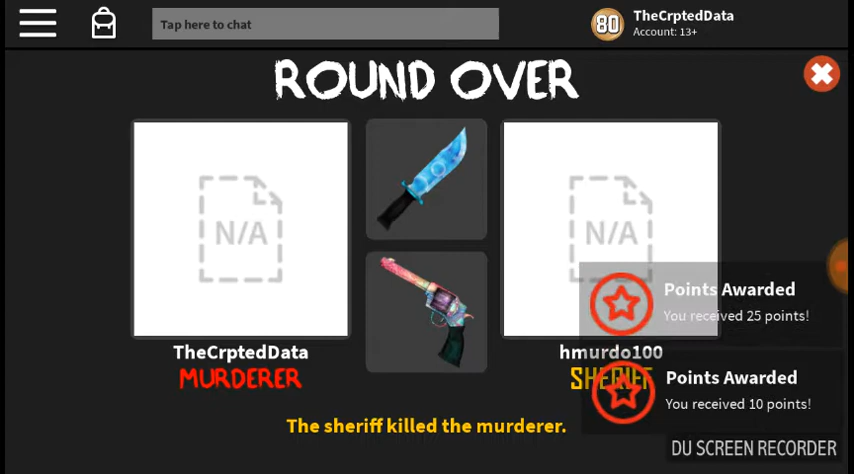 Tap here to chat
80
TheCrptedData
Account: 13+
ROUND OVER
N/A
N/A
Points Awarded
You received 25 points!
TheCrptedData
hmurdo100
MURDERER
SHERIFF
Points Awarded
You received 10 points!
The sheriff killed the murderer.
DU SCREEN RECORDER